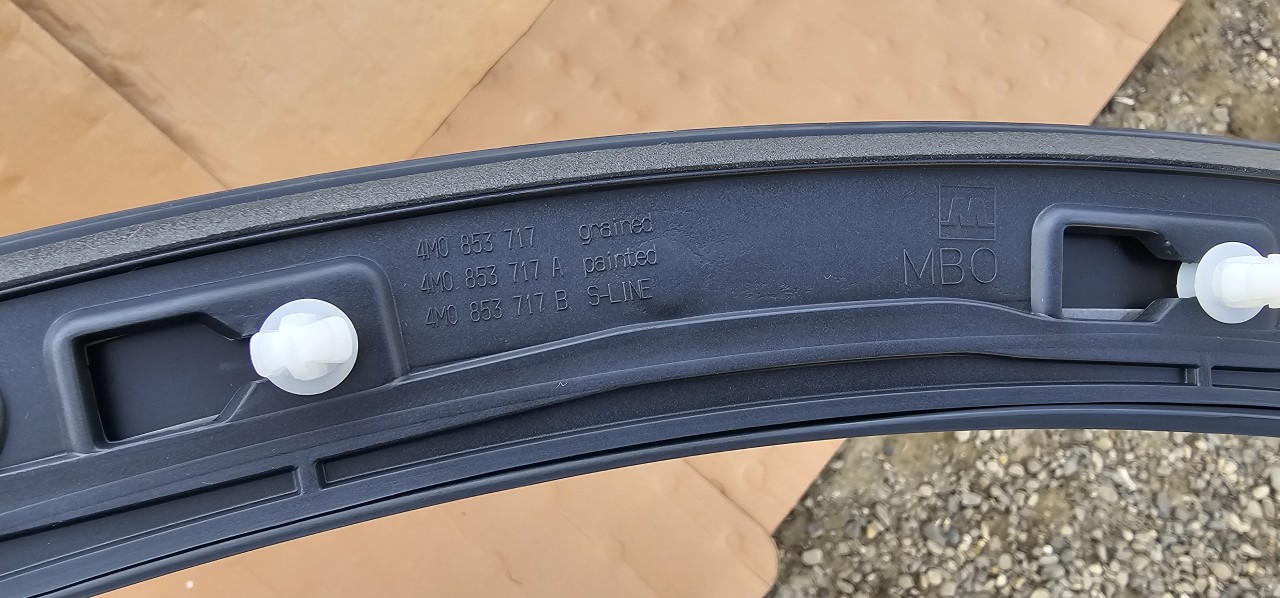 4M0 853 717 grained
4M0 853 717 A painted
4M0 853 717 B S-LINE
M
MBO